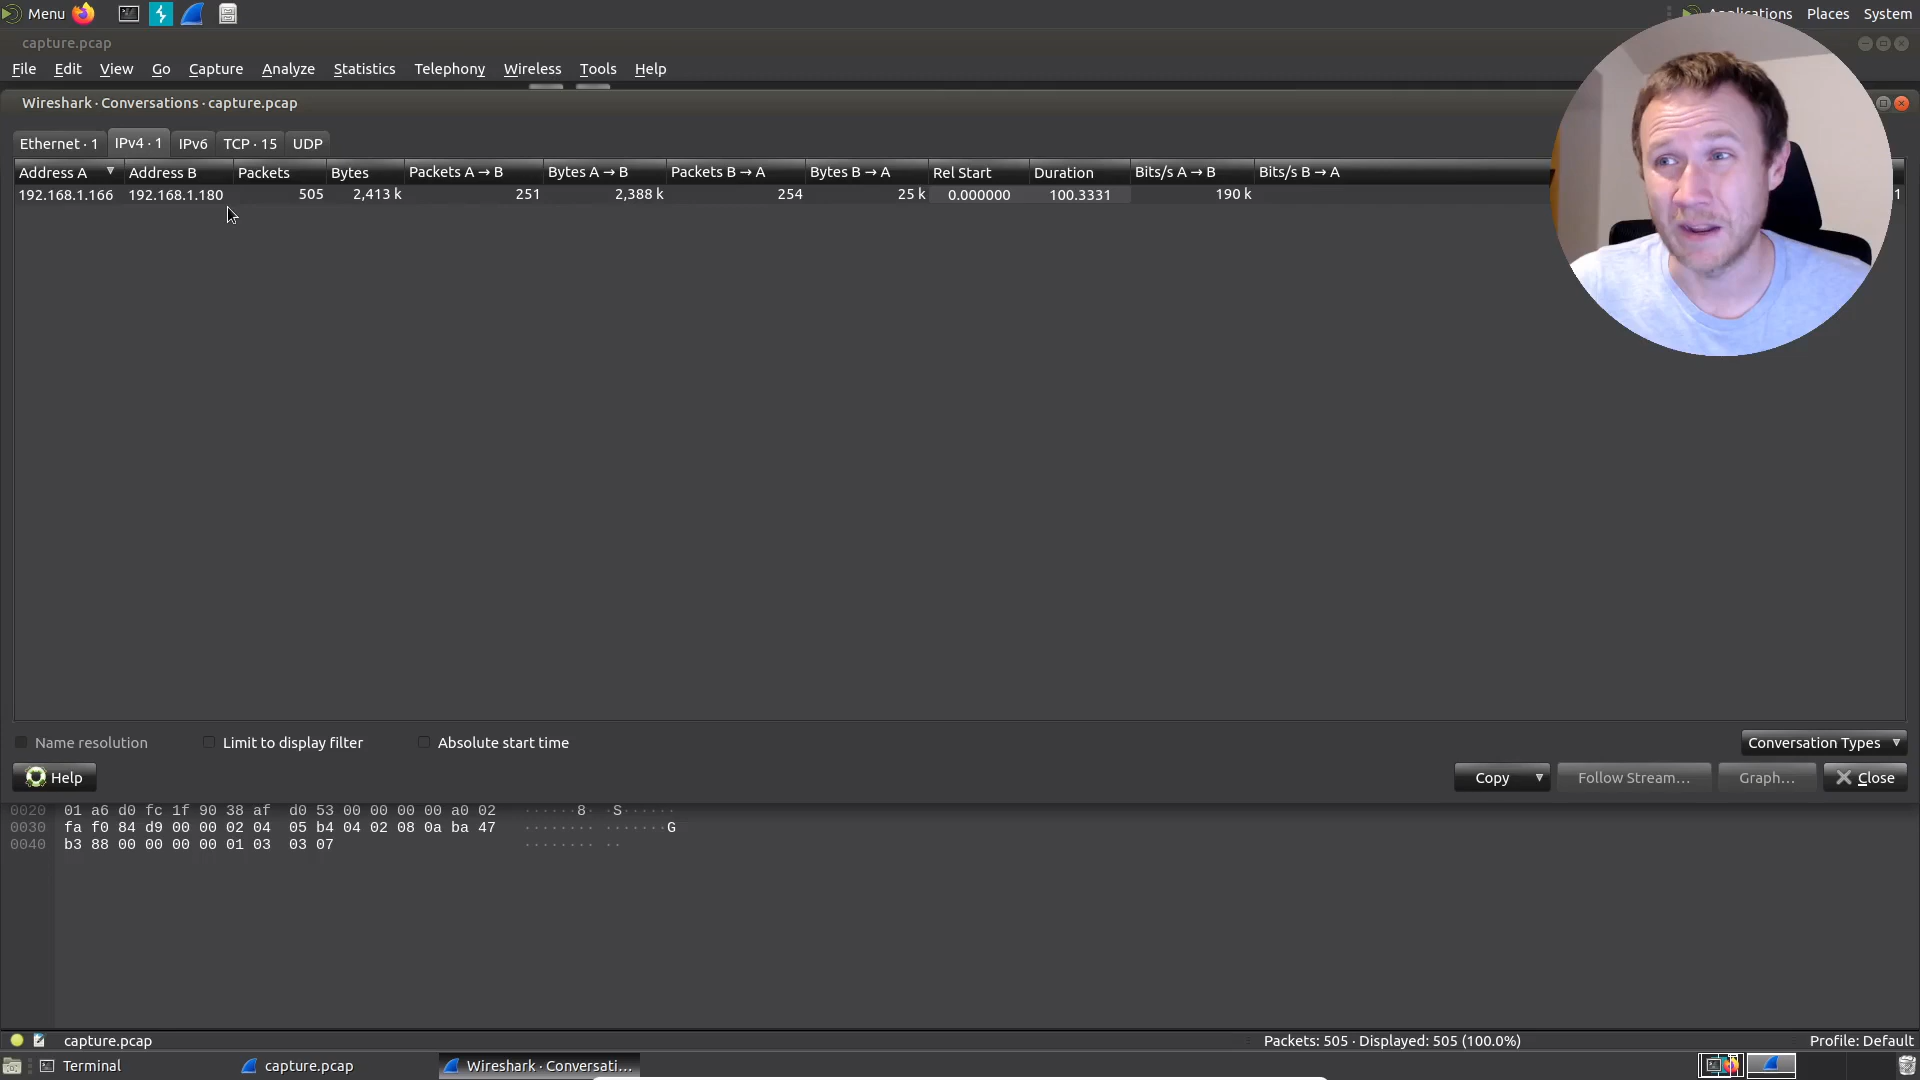 Menu
Applications Places System
capture.pcap
File Edit View Go Capture Analyze Statistics Telephony Wireless Tools Help
Wireshark · Conversations · capture.pcap
Ethernet · 1 IPv4 · 1 IPv6 TCP · 15 UDP
Address A Address B Packets Bytes Packets A → B Bytes A → B Packets B → A Bytes B → A Rel Start Duration Bits/s A → B Bits/s B → A
192.168.1.166 192.168.1.180 505 2,413 k 251 2,388 k 254 25 k 0.000000 100.3331 190 k 1
Name resolution Limit to display filter Absolute start time Conversation Types
Help Copy Follow Stream… Graph… Close
0020 01 a6 d0 fc 1f 90 38 af d0 53 00 00 00 00 a0 02 ······8· ·S······
0030 fa f0 84 d9 00 00 02 04 05 b4 04 02 08 0a ba 47 ········ ·······G
0040 b3 88 00 00 00 00 01 03 03 07 ········ ··
capture.pcap Packets: 505 · Displayed: 505 (100.0%) Profile: Default
Terminal capture.pcap Wireshark · Conversati…